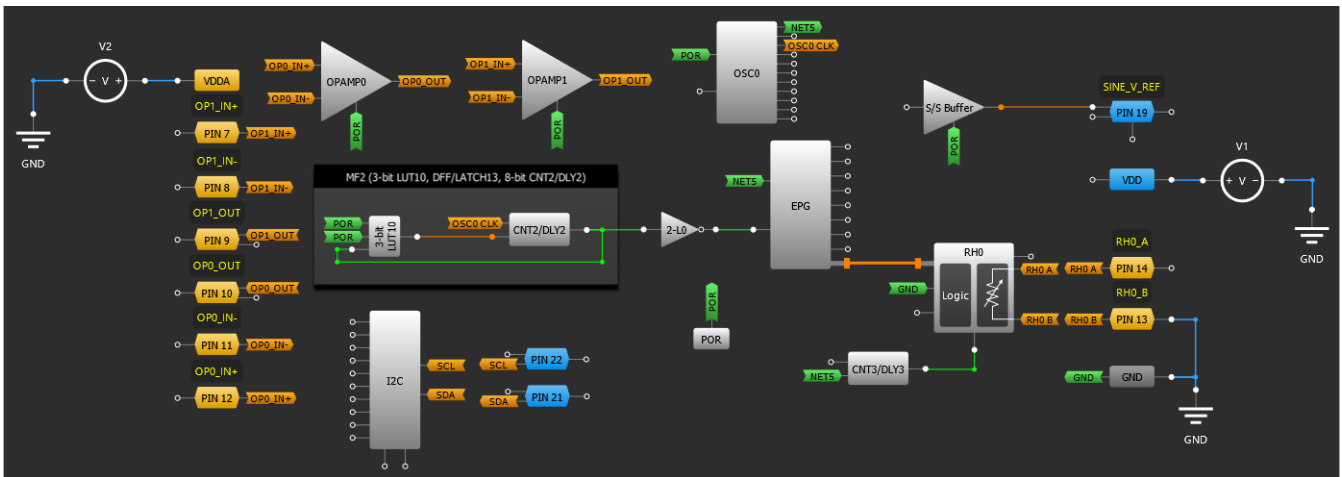 V2
− V +
GND
VDDA
OP1_IN+
PIN 7
OP1_IN+
OP1_IN-
PIN 8
OP1_IN-
OP1_OUT
PIN 9
OP1_OUT
OP0_OUT
PIN 10
OP0_OUT
OP0_IN-
PIN 11
OP0_IN-
OP0_IN+
PIN 12
OP0_IN+
OP0_IN+
OP0_IN-
OPAMP0
OP0_OUT
POR
OP1_IN+
OP1_IN-
OPAMP1
OP1_OUT
POR
MF2 (3-bit LUT10, DFF/LATCH13, 8-bit CNT2/DLY2)
POR
POR
3-bit
LUT10
OSC0 CLK
CNT2/DLY2
2-L0
I2C
SCL
SDA
SCL
PIN 22
SDA
PIN 21
POR
OSC0
NET5
OSC0 CLK
NET5
EPG
POR
POR
S/S Buffer
POR
SINE_V_REF
PIN 19
VDD
V1
+ V −
GND
RH0
Logic
GND
RH0 A
RH0 B
RH0_A
RH0 A
PIN 14
RH0_B
RH0 B
PIN 13
NET5
CNT3/DLY3
GND
GND
GND